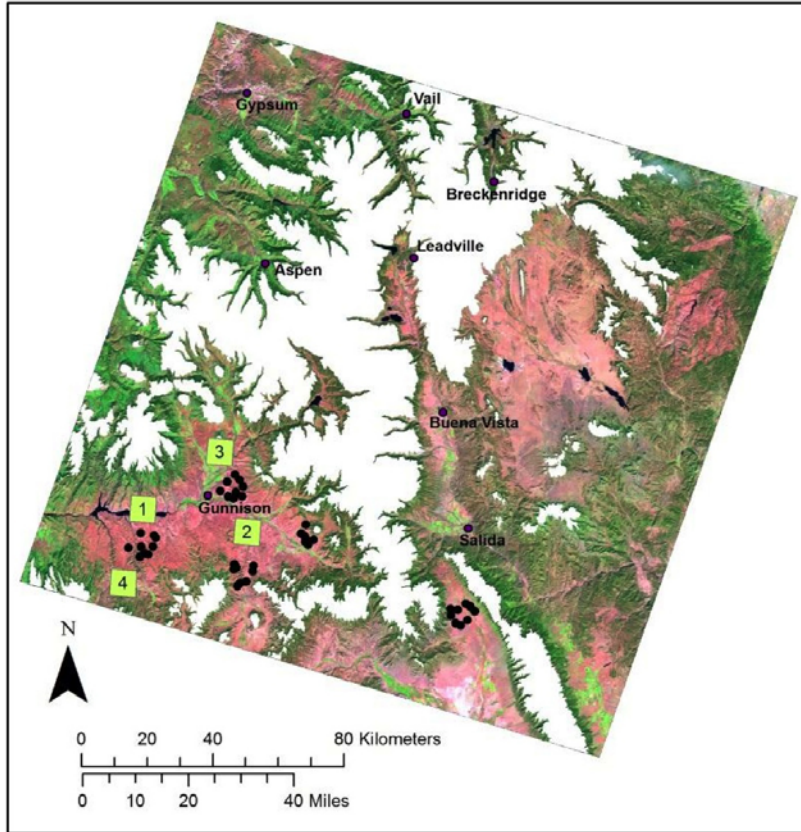 Gypsum
Vail
Breckenridge
Leadville
Aspen
Buena Vista
3
Gunnison
1
2
Salida
4
N
0 20 40 80 Kilometers
0 10 20 40 Miles